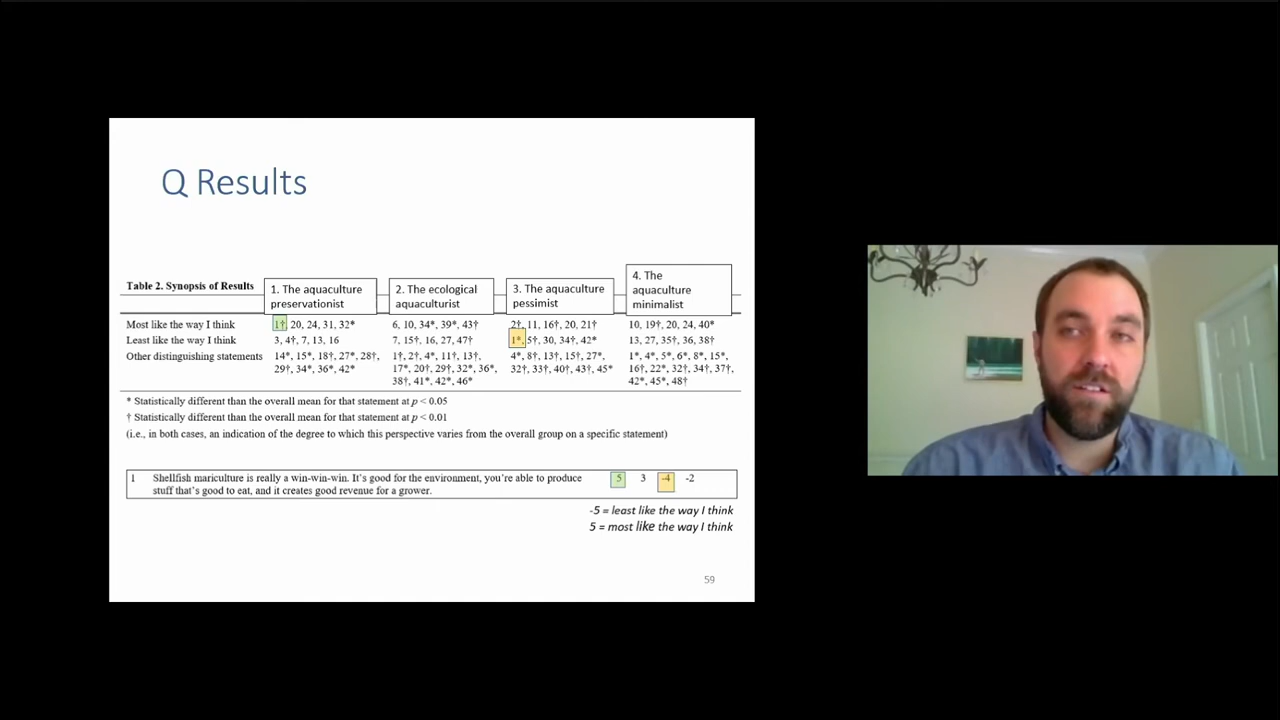 Q Results
Table 2. Synopsis of Results
1. The aquaculture
preservationist
2. The ecological
aquaculturist
3. The aquaculture
pessimist
4. The
aquaculture
minimalist
Most like the way I think 1†, 20, 24, 31, 32* 6, 10, 34*, 39*, 43† 2†, 11, 16†, 20, 21† 10, 19†, 20, 24, 40*
Least like the way I think 3, 4†, 7, 13, 16 7, 15†, 16, 27, 47† 1*, 5†, 30, 34†, 42* 13, 27, 35†, 36, 38†
Other distinguishing statements 14*, 15*, 18†, 27*, 28†, 1†, 2†, 4*, 11†, 13†, 4*, 8†, 13†, 15†, 27*, 1*, 4*, 5*, 6*, 8*, 15*,
29†, 34*, 36*, 42* 17*, 20†, 29†, 32*, 36*, 32†, 33†, 40†, 43†, 45* 16†, 22*, 32†, 34†, 37†,
38†, 41*, 42*, 46* 42*, 45*, 48†
* Statistically different than the overall mean for that statement at p < 0.05
† Statistically different than the overall mean for that statement at p < 0.01
(i.e., in both cases, an indication of the degree to which this perspective varies from the overall group on a specific statement)
1 Shellfish mariculture is really a win-win-win. It's good for the environment, you're able to produce 5 3 -4 -2
stuff that's good to eat, and it creates good revenue for a grower.
-5 = least like the way I think
5 = most like the way I think
59